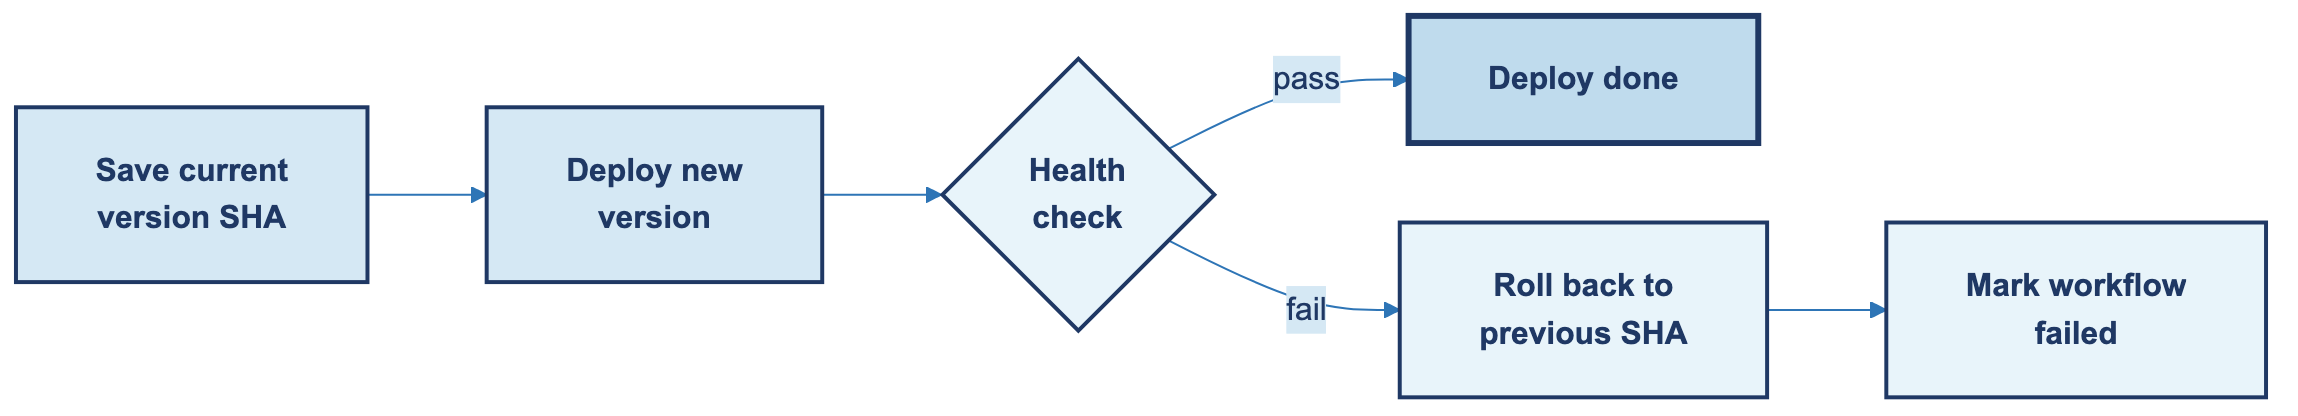 Save current
version SHA
Deploy new
version
Health
check
pass
Deploy done
fail
Roll back to
previous SHA
Mark workflow
failed